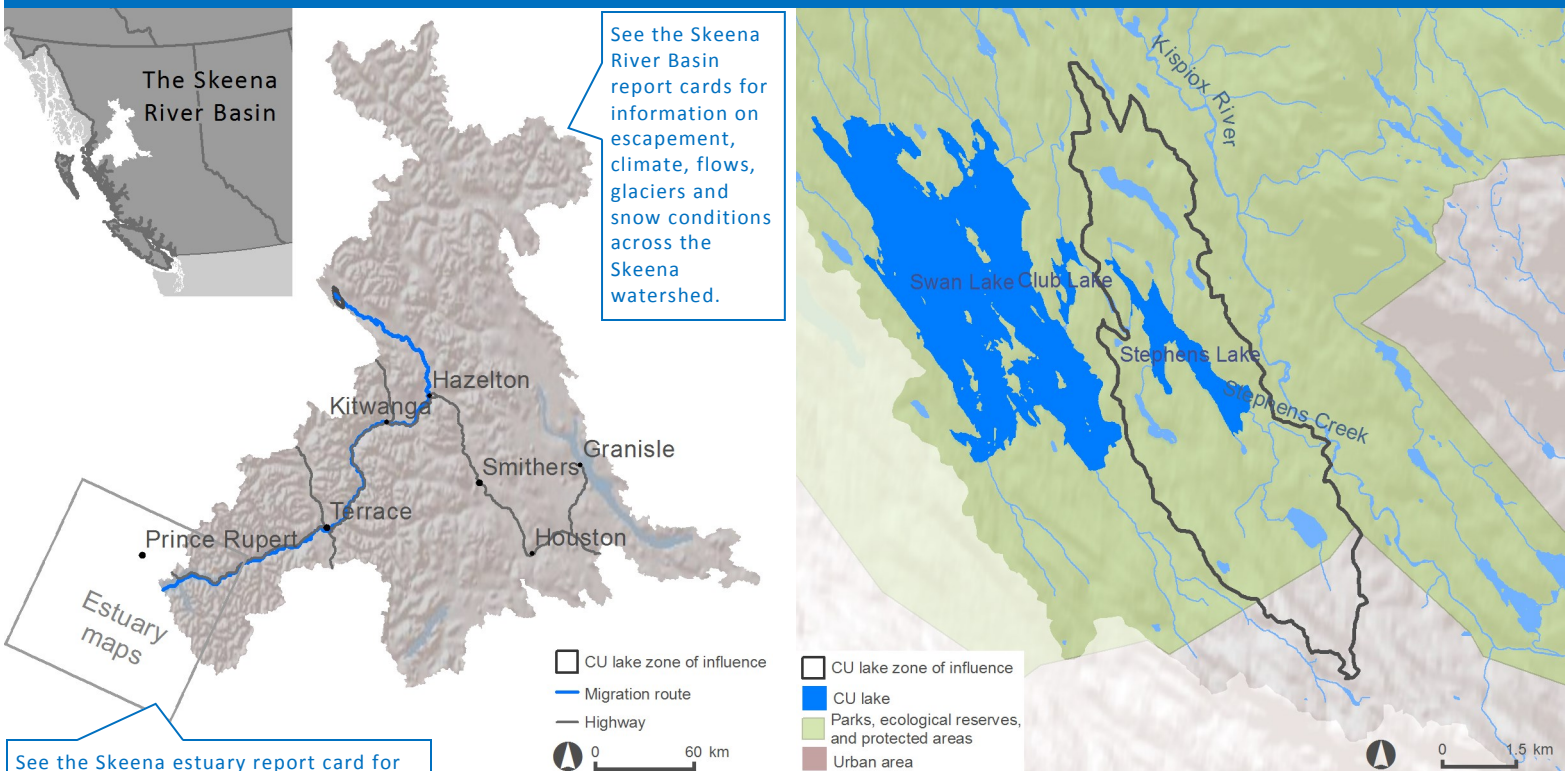 The Skeena
River Basin
See the Skeena
River Basin
report cards for
information on
escapement,
climate, flows,
glaciers and
snow conditions
across the
Skeena
watershed.
Hazelton
Kitwanga
Granisle
Smithers
Terrace
Prince Rupert
Houston
Estuary
maps
CU lake zone of influence
Migration route
Highway
0 60 km
See the Skeena estuary report card for
Kispiox River
Swan Lake
Club Lake
Stephens Lake
Stephens Creek
CU lake zone of influence
CU lake
Parks, ecological reserves,
and protected areas
Urban area
0 1.5 km